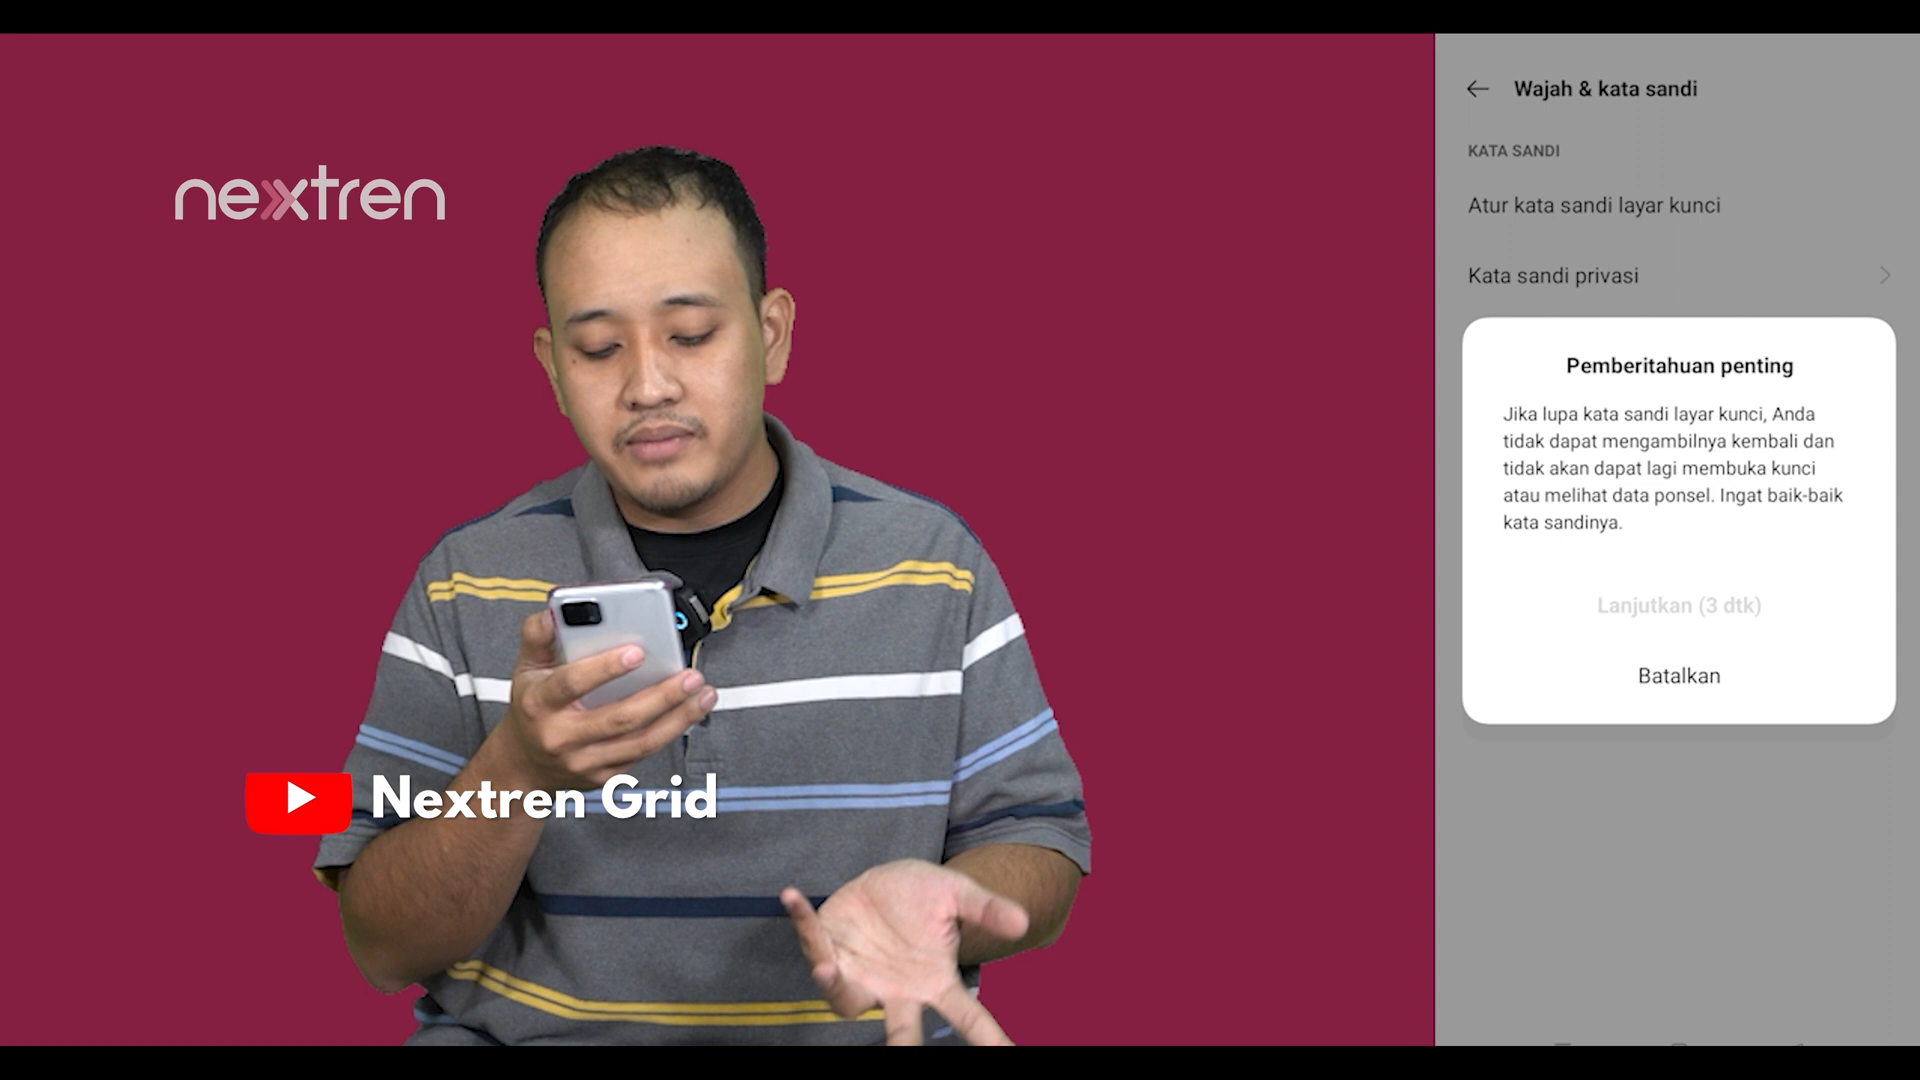 nextren
Nextren Grid
Wajah & kata sandi
KATA SANDI
Atur kata sandi layar kunci
Kata sandi privasi
Pemberitahuan penting
Jika lupa kata sandi layar kunci, Anda
tidak dapat mengambilnya kembali dan
tidak akan dapat lagi membuka kunci
atau melihat data ponsel. Ingat baik-baik
kata sandinya.
Lanjutkan (3 dtk)
Batalkan